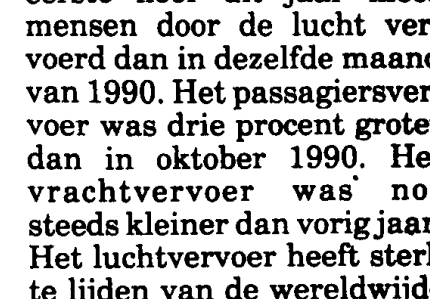 mensen door de lucht ver
voerd dan in dezelfde maand
van 1990. Het passagiersver
voer was drie procent groter
dan in oktober 1990. He
vrachtvervoer was no
steeds kleiner dan vorig jaar
Het luchtvervoer heeft sterk
te lijden van de wereldwijd